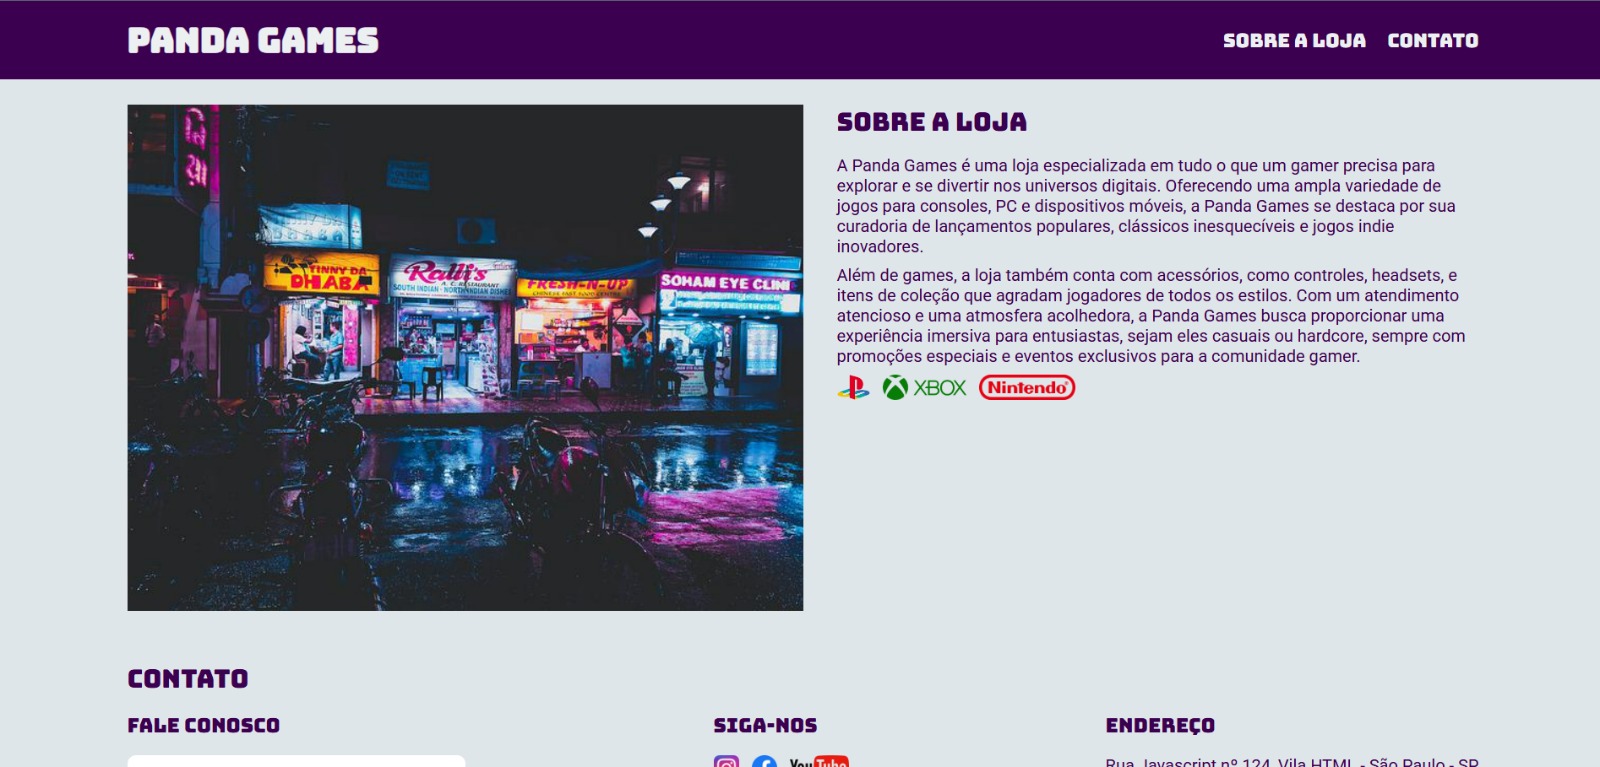 PANDA GAMES
SOBRE A LOJA CONTATO
TINNY DA
DHABA
Ralli's
A. C. RESTAURANT
SOUTH INDIAN - NORTH INDIAN DISHES
FRESH-N-UP
CHINESE FAST FOOD CENTRE
SOHAM EYE CLINI
SOBRE A LOJA
A Panda Games é uma loja especializada em tudo o que um gamer precisa para
explorar e se divertir nos universos digitais. Oferecendo uma ampla variedade de
jogos para consoles, PC e dispositivos móveis, a Panda Games se destaca por sua
curadoria de lançamentos populares, clássicos inesquecíveis e jogos indie
inovadores.
Além de games, a loja também conta com acessórios, como controles, headsets, e
itens de coleção que agradam jogadores de todos os estilos. Com um atendimento
atencioso e uma atmosfera acolhedora, a Panda Games busca proporcionar uma
experiência imersiva para entusiastas, sejam eles casuais ou hardcore, sempre com
promoções especiais e eventos exclusivos para a comunidade gamer.
XBOX Nintendo
CONTATO
FALE CONOSCO
SIGA-NOS
YouTube
ENDEREÇO
Rua Javascript nº 124, Vila HTML - São Paulo - SP